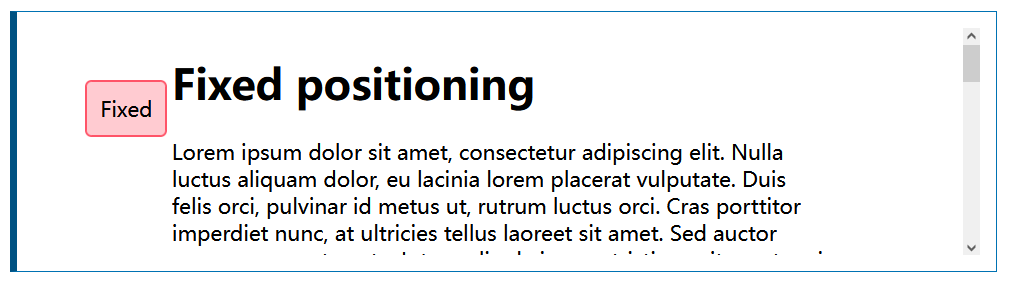 Fixed positioning
Fixed
Lorem ipsum dolor sit amet, consectetur adipiscing elit. Nulla
luctus aliquam dolor, eu lacinia lorem placerat vulputate. Duis
felis orci, pulvinar id metus ut, rutrum luctus orci. Cras porttitor
imperdiet nunc, at ultricies tellus laoreet sit amet. Sed auctor